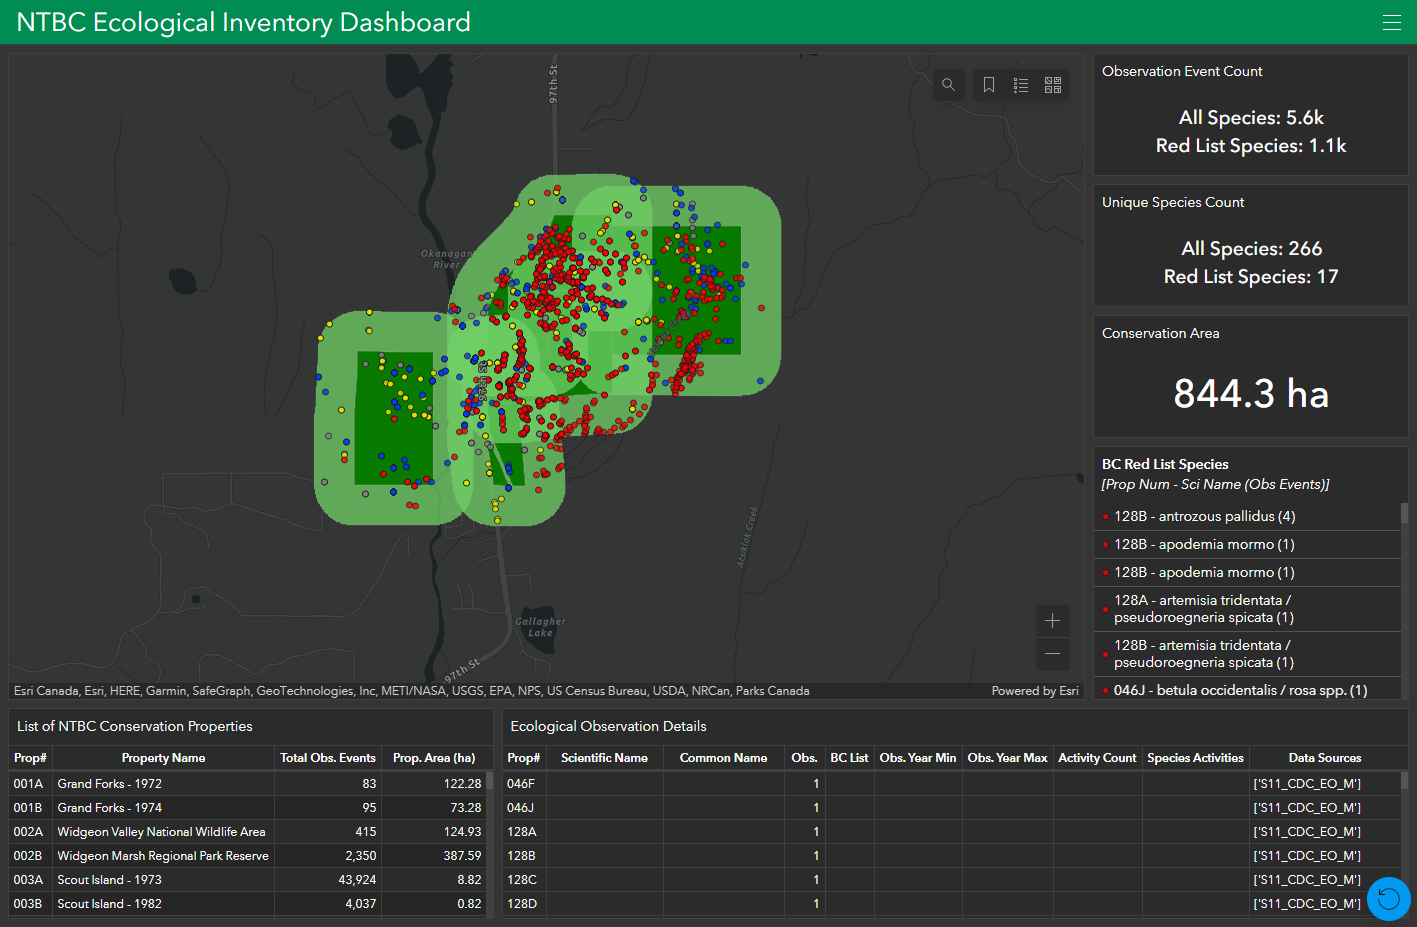 NTBC Ecological Inventory Dashboard
97th St
Okanagan
River
97th St
Gallagher
Lake
97th St
Atsiklak Creek
Esri Canada, Esri, HERE, Garmin, SafeGraph, GeoTechnologies, Inc, METI/NASA, USGS, EPA, NPS, US Census Bureau, USDA, NRCan, Parks Canada
Powered by Esri
Observation Event Count
All Species: 5.6k
Red List Species: 1.1k
Unique Species Count
All Species: 266
Red List Species: 17
Conservation Area
844.3 ha
BC Red List Species
[Prop Num - Sci Name (Obs Events)]
128B - antrozous pallidus (4)
128B - apodemia mormo (1)
128B - apodemia mormo (1)
128A - artemisia tridentata /
pseudoroegneria spicata (1)
128B - artemisia tridentata /
pseudoroegneria spicata (1)
046J - betula occidentalis / rosa spp. (1)
List of NTBC Conservation Properties
Prop# Property Name Total Obs. Events Prop. Area (ha)
001A Grand Forks - 1972 83 122.28
001B Grand Forks - 1974 95 73.28
002A Widgeon Valley National Wildlife Area 415 124.93
002B Widgeon Marsh Regional Park Reserve 2,350 387.59
003A Scout Island - 1973 43,924 8.82
003B Scout Island - 1982 4,037 0.82
Ecological Observation Details
Prop# Scientific Name Common Name Obs. BC List Obs. Year Min Obs. Year Max Activity Count Species Activities Data Sources
046F 1 ['S11_CDC_EO_M']
046J 1 ['S11_CDC_EO_M']
128A 1 ['S11_CDC_EO_M']
128B 1 ['S11_CDC_EO_M']
128C 1 ['S11_CDC_EO_M']
128D 1 ['S11_CDC_EO_M']